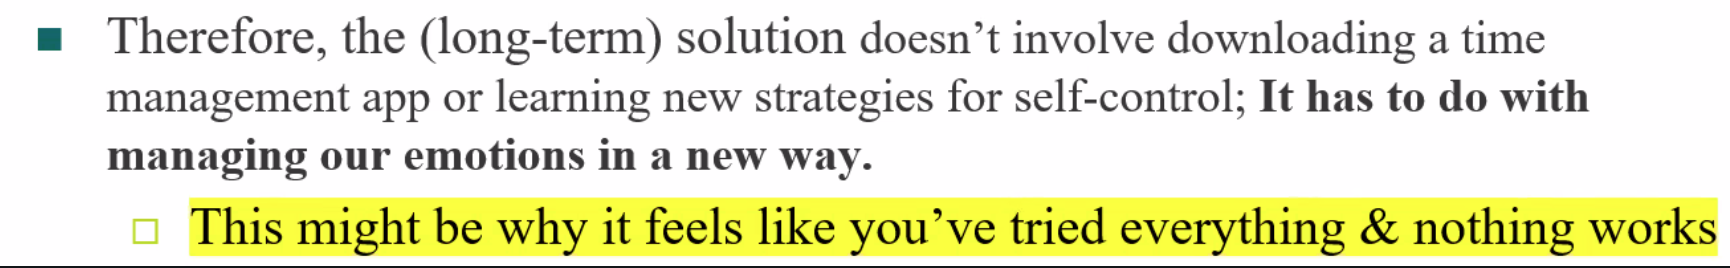 Therefore, the (long-term) solution doesn’t involve downloading a time
management app or learning new strategies for self-control; It has to do with
managing our emotions in a new way.
This might be why it feels like you’ve tried everything & nothing works